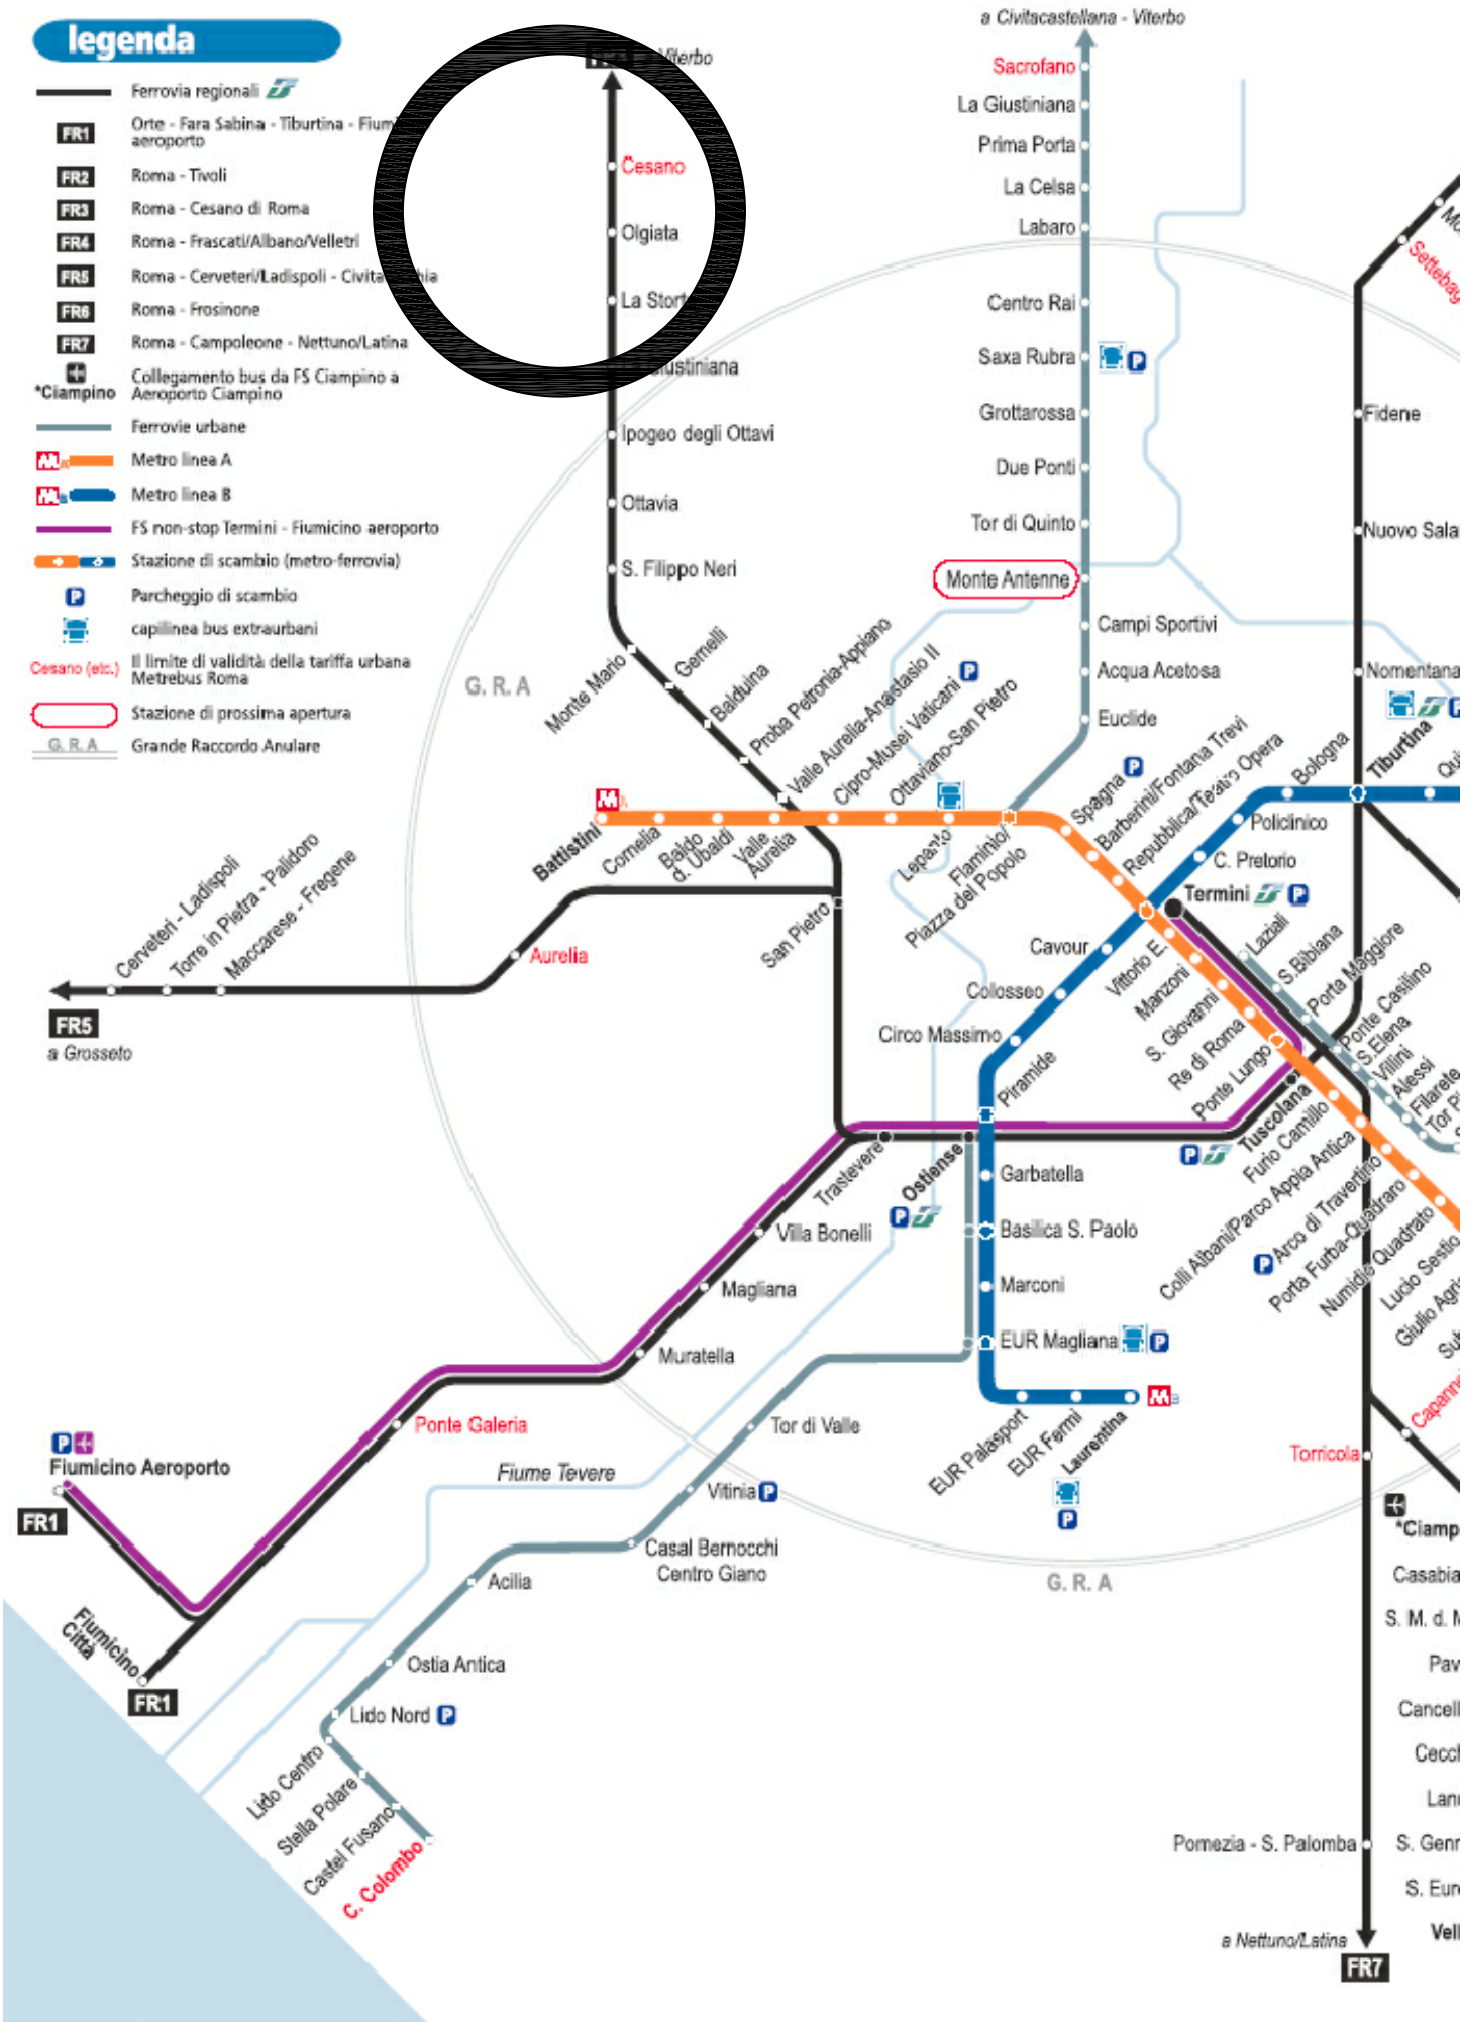 legenda
Ferrovia regionali
FR1
Orte - Fara Sabina - Tiburtina -
aeroporto
FR2
Roma - Tivoli
FR3
Roma - Cesano di Roma
FR4
Roma - Frascati/Albano/Velletri
FR5
Roma - Cerveteri/Ladispoli -
FR6
Roma - Frosinone
FR7
Roma - Campoleone - Nettuno/Latina
*Ciampino
Collegamento bus da FS Ciampino a
Aeroporto Ciampino
Ferrovie urbane
Metro linea A
Metro linea B
FS non-stop Termini - Fiumicino aeroporto
Stazione di scambio (metro-ferrovia)
P
Parcheggio di scambio
capilinea bus extraurbani
Cesano (etc.)
Il limite di validità della tariffa urbana
Metrebus Roma
Stazione di prossima apertura
G. R. A
Grande Raccordo Anulare
Cesano
Olgiata
La
Ipogeo degli Ottavi
Ottavia
S. Filippo Neri
Monte Mario
Gemelli
Balduina
Proba Petronia-Appiano
Valle Aurelia-Anastasio II
Cipro-Musei Vaticani
P
Ottaviano-San Pietro
G. R. A
a Civitacastellana - Viterbo
Sacrofano
La Giustiniana
Prima Porta
La Celsa
Labaro
Centro Rai
Saxa Rubra
P
Grottarossa
Due Ponti
Tor di Quinto
Monte Antenne
Campi Sportivi
Acqua Acetosa
Euclide
Fidene
Nuovo
Nomentana
Tiburtina
Bologna
Policlinico
C. Pretorio
Termini
P
Spagna
P
Barberini/Fontana Trevi
Repubblica/Teatro Opera
Battistini
Cornelia
Baldo
d. Ubaldi
Valle
Aurelia
Lepanto
Flaminio/
Piazza del Popolo
San Pietro
Cerveteri - Ladispoli
Torre in Pietra - Palidoro
Maccarese - Fregene
Aurelia
FR5
a Grosseto
Cavour
Collosseo
Circo Massimo
Piramide
Vittorio E.
Manzoni
S. Giovanni
Re di Roma
Ponte Lungo
Laziali
S.Bibiana
Porta Maggiore
Ponte Casilino
S.Elena
Villini
Alessi
Filarete
Tuscolana
P
Furio Camillo
Colli Albani/Parco Appia Antica
P
Arco di Travertino
Porta Furba-Quadraro
Numidio Quadrato
Lucio Sestio
Giulio
Trastevere
Ostiense
P
Garbatella
Basilica S. Paolo
Marconi
EUR Magliana
P
EUR Palasport
EUR Fermi
Laurentina
P
Villa Bonelli
Magliana
Muratella
Ponte Galeria
P
Fiumicino Aeroporto
FR1
Fiumicino
Città
FR1
Fiume Tevere
Tor di Valle
Vitinia
P
Casal Bernocchi
Centro Giano
Acilia
Ostia Antica
Lido Nord
P
Lido Centro
Stella Polare
Castel Fusano
C. Colombo
G. R. A
Torricola
S. M. d.
Pomezia - S. Palomba
a Nettuno/Latina
FR7